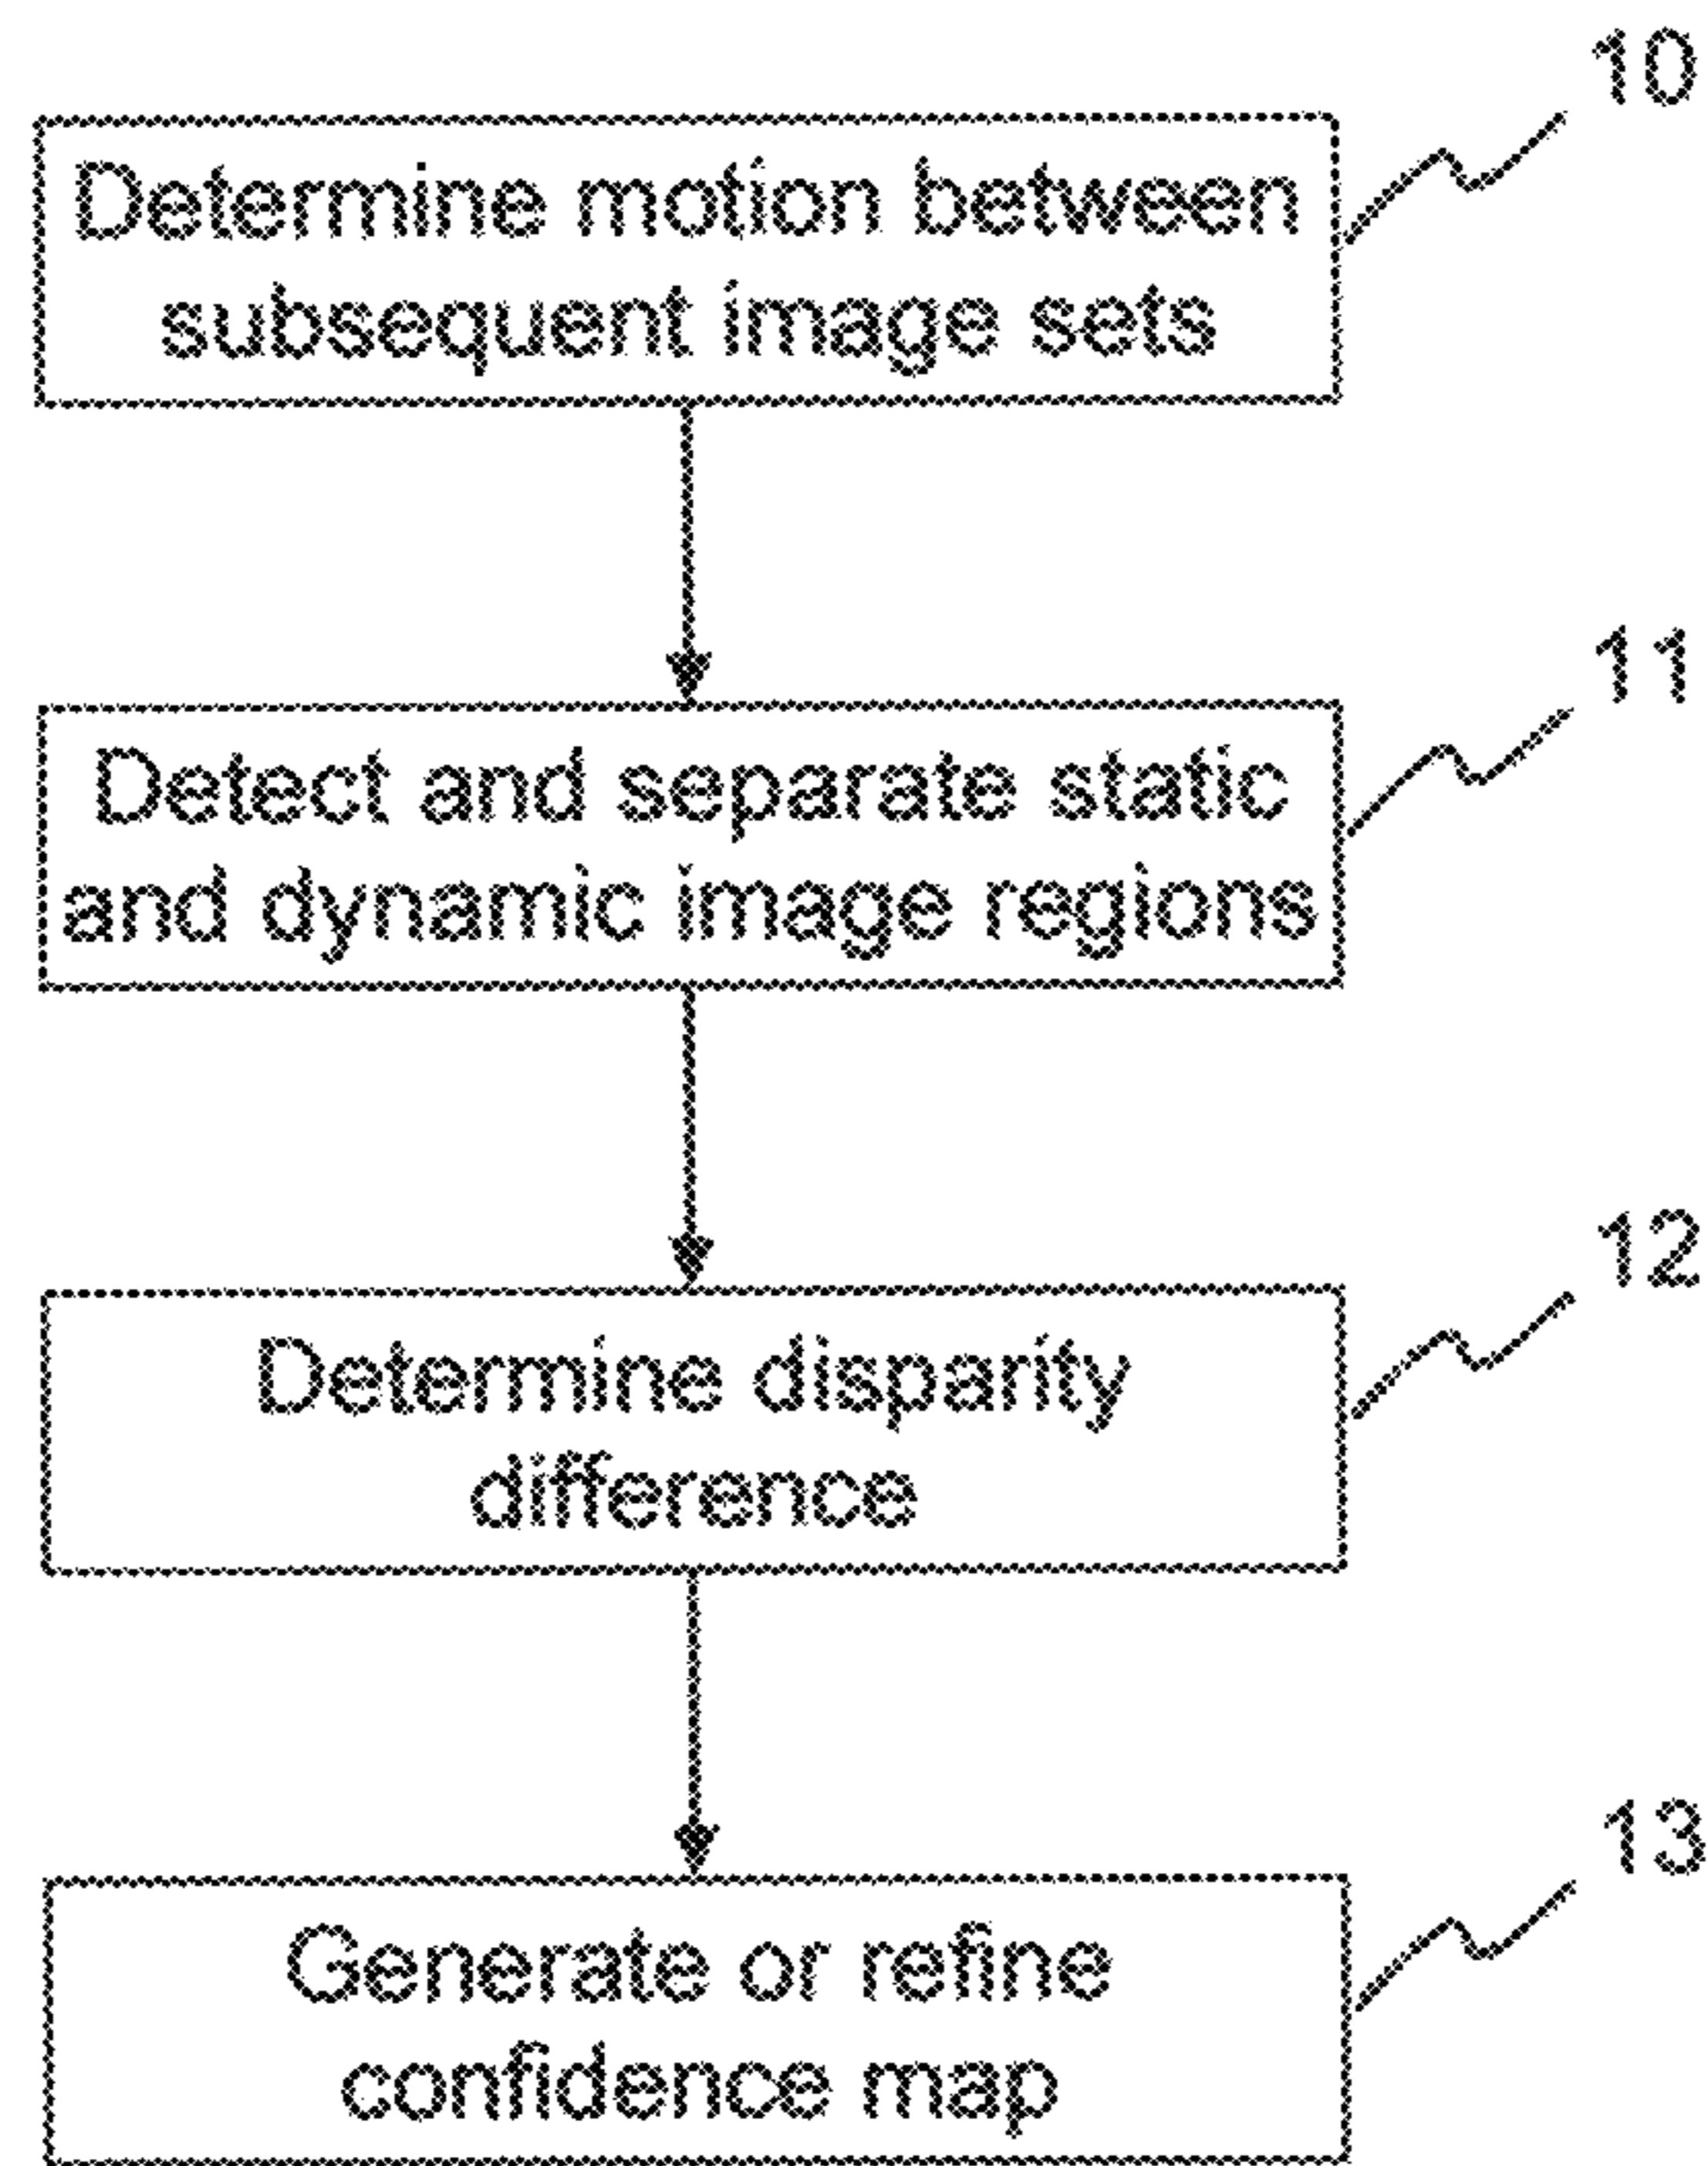 10
Determine motion between
subsequent image sets
11
Detect and separate static
and dynamic image regions
12
Determine disparity
difference
13
Generate or refine
confidence map